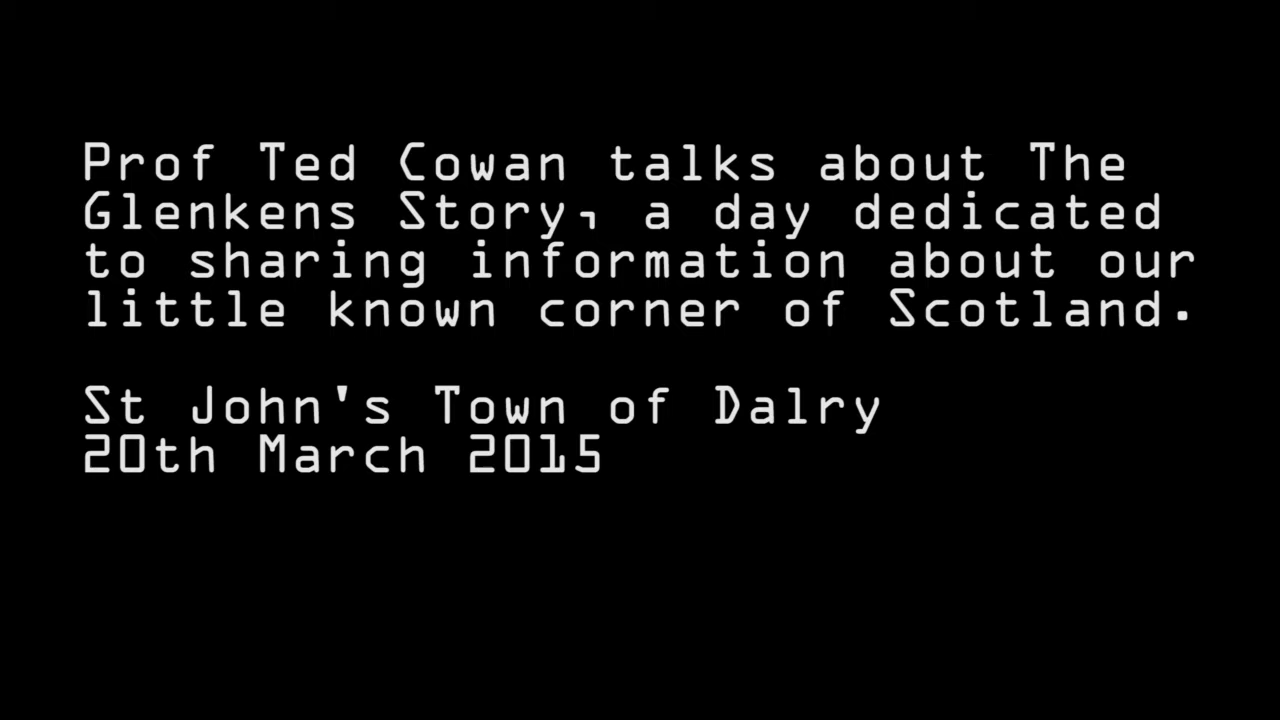 Prof Ted Cowan talks about The
Glenkens Story, a day dedicated
to sharing information about our
little known corner of Scotland.
St John's Town of Dalry
20th March 2015